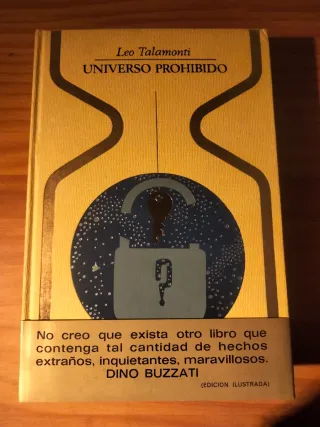 Leo Talamonti
UNIVERSO PROHIBIDO
No creo que exista otro libro que
contenga tal cantidad de hechos
extraños, inquietantes, maravillosos.
DINO BUZZATI
(EDICION ILUSTRADA)